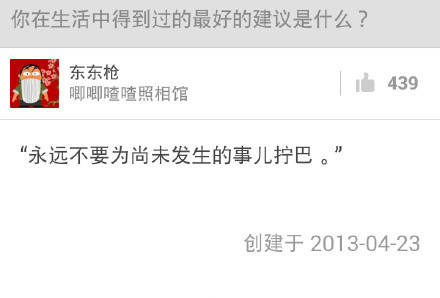 你在生活中得到过的最好的建议是什么？
东东枪
唧唧喳喳照相馆
439
“永远不要为尚未发生的事儿拧巴 。”
创建于 2013-04-23